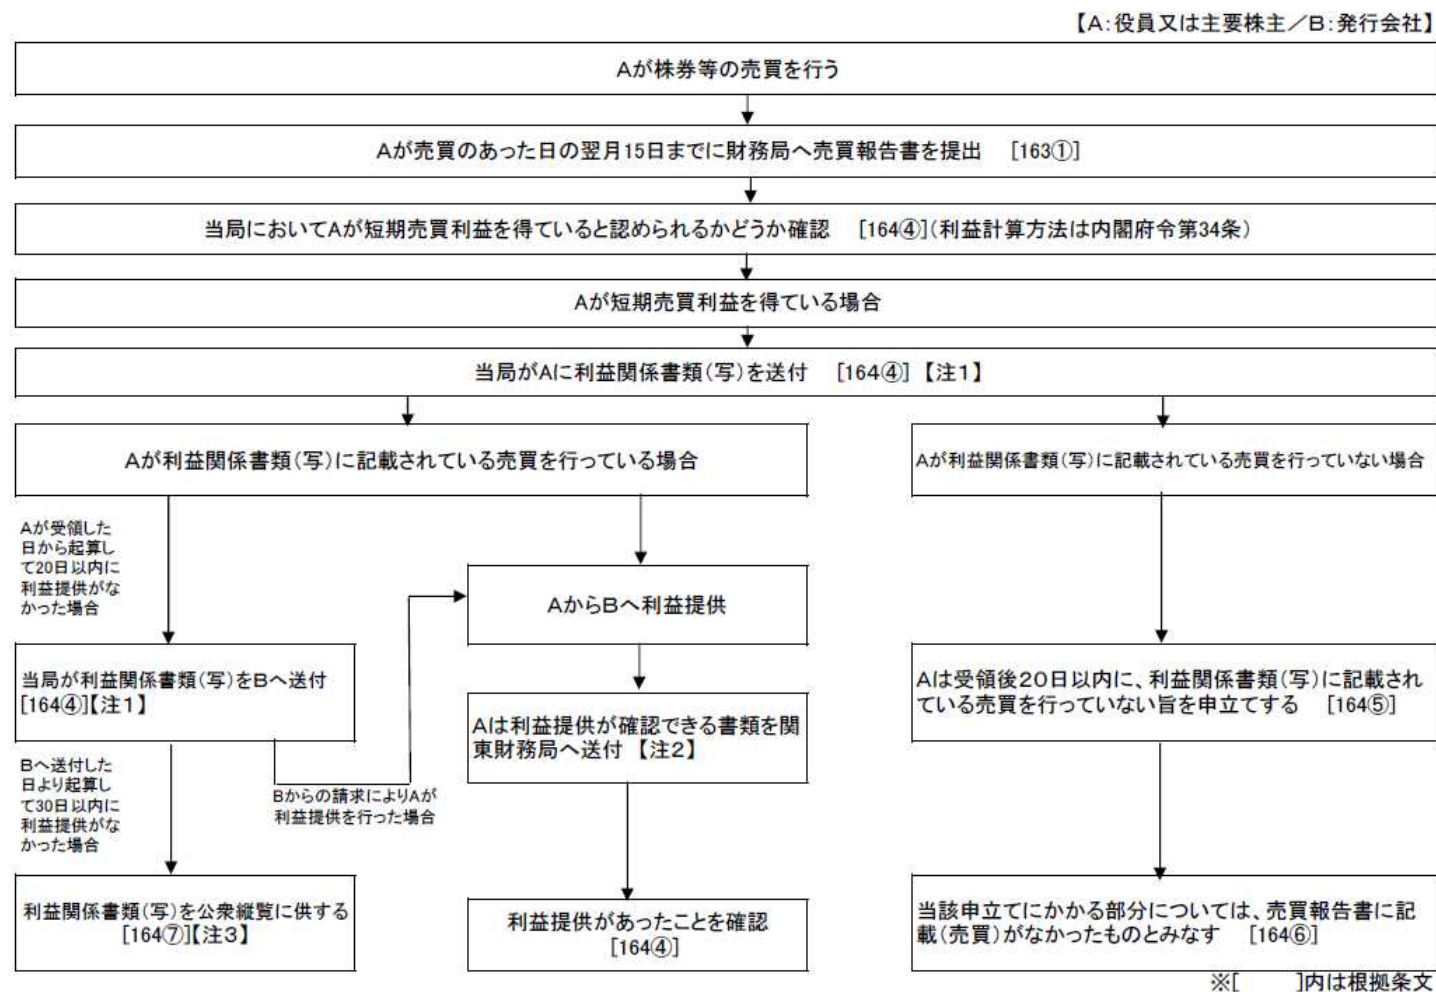 【A:役員又は主要株主/B:発行会社】
Aが株券等の売買を行う
Aが売買のあった日の翌月15日までに財務局へ売買報告書を提出 [163①]
当局においてAが短期売買利益を得ていると認められるかどうか確認 [164④](利益計算方法は内閣府令第34条)
Aが短期売買利益を得ている場合
当局がAに利益関係書類(写)を送付 [164④]【注1】
Aが利益関係書類(写)に記載されている売買を行っている場合
Aが利益関係書類(写)に記載されている売買を行っていない場合
Aが受領した
日から起算し
て20日以内に
利益提供がな
かった場合
AからBへ利益提供
当局が利益関係書類(写)をBへ送付
[164④]【注1】
Aは利益提供が確認できる書類を関
東財務局へ送付 【注2】
Aは受領後20日以内に、利益関係書類(写)に記載され
ている売買を行っていない旨を申立てする [164⑤]
Bへ送付した
日より起算し
て30日以内に
利益提供がな
かった場合
Bからの請求によりAが
利益提供を行った場合
利益関係書類(写)を公衆縦覧に供する
[164⑦]【注3】
利益提供があったことを確認
[164④]
当該申立てにかかる部分については、売買報告書に記
載(売買)がなかったものとみなす [164⑥]
※[ ]内は根拠条文